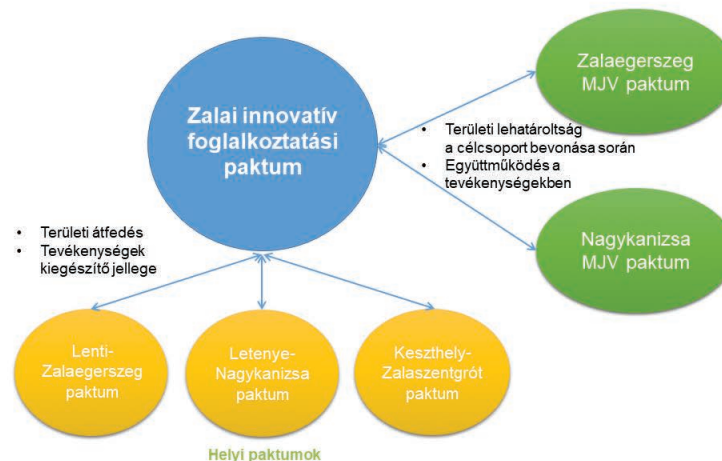 Zalai innovatív
foglalkoztatási
paktum
Zalaegerszeg
MJV paktum
• Területi lehatároltság
a célcsoport bevonása során
• Együttműködés a
tevékenységekben
Nagykanizsa
MJV paktum
• Területi átfedés
• Tevékenységek
kiegészítő jellege
Lenti-
Zalaegerszeg
paktum
Letenye-
Nagykanizsa
paktum
Keszthely-
Zalaszentgrót
paktum
Helyi paktumok